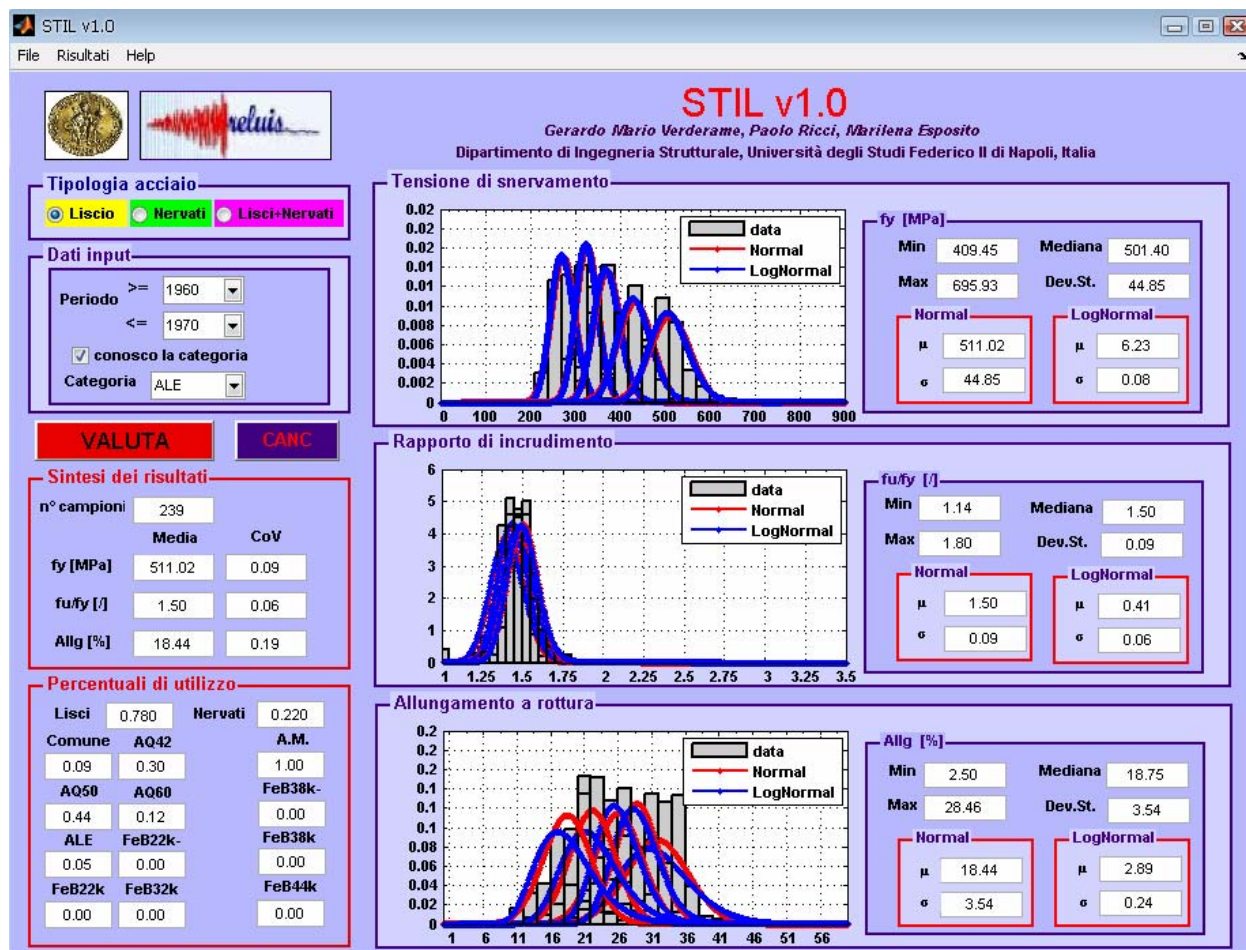 STIL v1.0
File Risultati Help
reluis
STIL v1.0
Gerardo Mario Verderame, Paolo Ricci, Marilena Esposito
Dipartimento di Ingegneria Strutturale, Università degli Studi Federico II di Napoli, Italia
Tipologia acciaio
Liscio Nervati Lisci+Nervati
Dati input
Periodo >= 1960
<= 1970
conosco la categoria
Categoria ALE
VALUTA CANC
Sintesi dei risultati
n° campioni 239
Media CoV
fy [MPa] 511.02 0.09
fu/fy [/] 1.50 0.06
Allg [%] 18.44 0.19
Percentuali di utilizzo
Lisci 0.780 Nervati 0.220
Comune AQ42 A.M.
0.09 0.30 1.00
AQ50 AQ60 FeB38k-
0.44 0.12 0.00
ALE FeB22k- FeB38k
0.05 0.00 0.00
FeB22k FeB32k FeB44k
0.00 0.00 0.00
Tensione di snervamento
0.02
0.02
0.02
0.01
0.01
0.01
0.008
0.006
0.004
0.002
0
0 100 200 300 400 500 600 700 800 900
data
Normal
LogNormal
fy [MPa]
Min 409.45 Mediana 501.40
Max 695.93 Dev.St. 44.85
Normal LogNormal
μ 511.02 μ 6.23
σ 44.85 σ 0.08
Rapporto di incrudimento
6
5
4
3
2
1
0
1 1.25 1.5 1.75 2 2.25 2.5 2.75 3 3.25 3.5
data
Normal
LogNormal
fu/fy [/]
Min 1.14 Mediana 1.50
Max 1.80 Dev.St. 0.09
Normal LogNormal
μ 1.50 μ 0.41
σ 0.09 σ 0.06
Allungamento a rottura
0.2
0.2
0.2
0.1
0.1
0.1
0.08
0.06
0.04
0.02
0
1 6 11 16 21 26 31 36 41 46 51 56
data
Normal
LogNormal
Allg [%]
Min 2.50 Mediana 18.75
Max 28.46 Dev.St. 3.54
Normal LogNormal
μ 18.44 μ 2.89
σ 3.54 σ 0.24